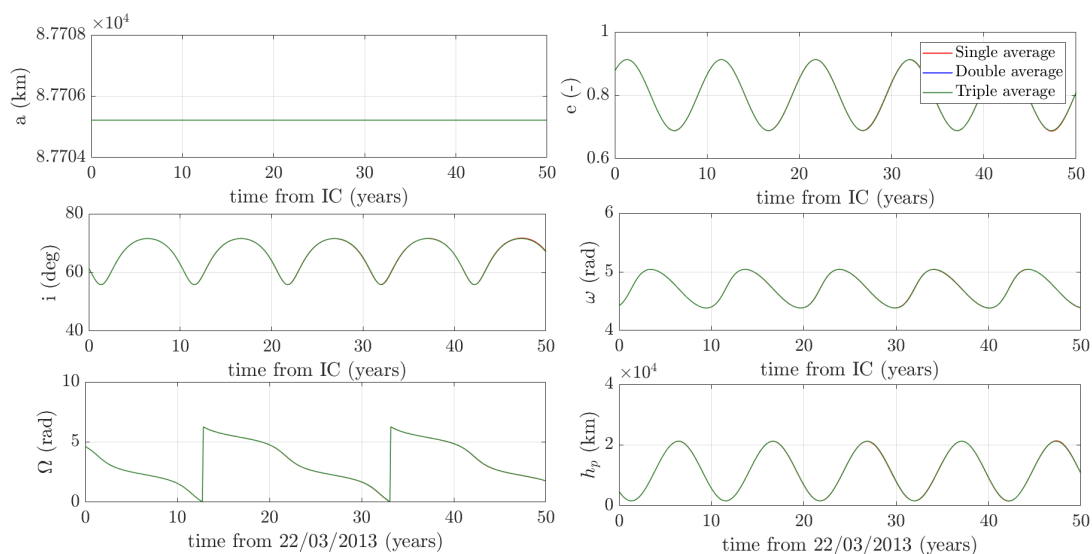 ×10⁴
8.7708
8.7706
8.7704
a (km)
0 10 20 30 40 50
time from IC (years)
1
0.8
0.6
e (-)
Single average
Double average
Triple average
0 10 20 30 40 50
time from IC (years)
80
60
40
i (deg)
0 10 20 30 40 50
time from IC (years)
6
5
4
ω (rad)
0 10 20 30 40 50
time from IC (years)
10
5
0
Ω (rad)
0 10 20 30 40 50
time from 22/03/2013 (years)
×10⁴
4
2
0
hₚ (km)
0 10 20 30 40 50
time from 22/03/2013 (years)